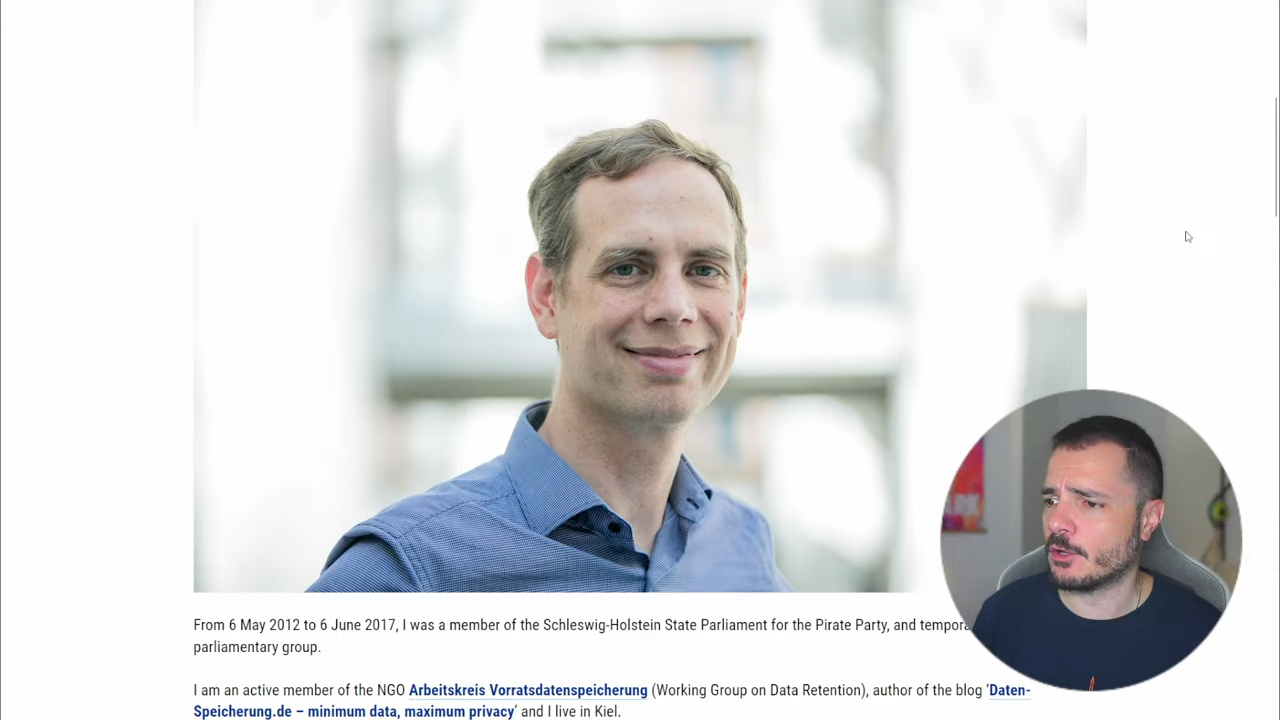 From 6 May 2012 to 6 June 2017, I was a member of the Schleswig-Holstein State Parliament for the Pirate Party, and
parliamentary group.
I am an active member of the NGO Arbeitskreis Vorratsdatenspeicherung (Working Group on Data Retention), author of the blog ‘Daten-
Speicherung.de – minimum data, maximum privacy’ and I live in Kiel.